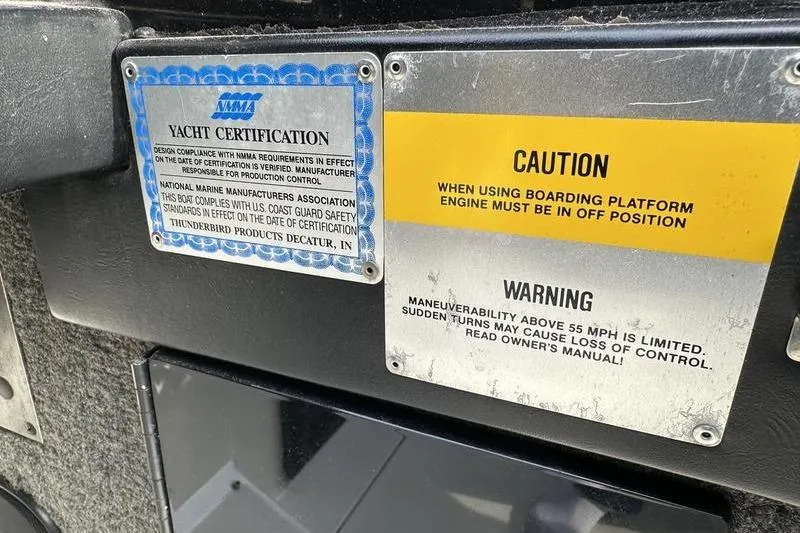 NMMA
YACHT CERTIFICATION
DESIGN COMPLIANCE WITH NMMA REQUIREMENTS IN EFFECT
ON THE DATE OF CERTIFICATION IS VERIFIED. MANUFACTURER
RESPONSIBLE FOR PRODUCTION CONTROL
NATIONAL MARINE MANUFACTURERS ASSOCIATION
THIS BOAT COMPLIES WITH U.S. COAST GUARD SAFETY
STANDARDS IN EFFECT ON THE DATE OF CERTIFICATION
THUNDERBIRD PRODUCTS DECATUR, IN
CAUTION
WHEN USING BOARDING PLATFORM
ENGINE MUST BE IN OFF POSITION
WARNING
MANEUVERABILITY ABOVE 55 MPH IS LIMITED.
SUDDEN TURNS MAY CAUSE LOSS OF CONTROL.
READ OWNER'S MANUAL!